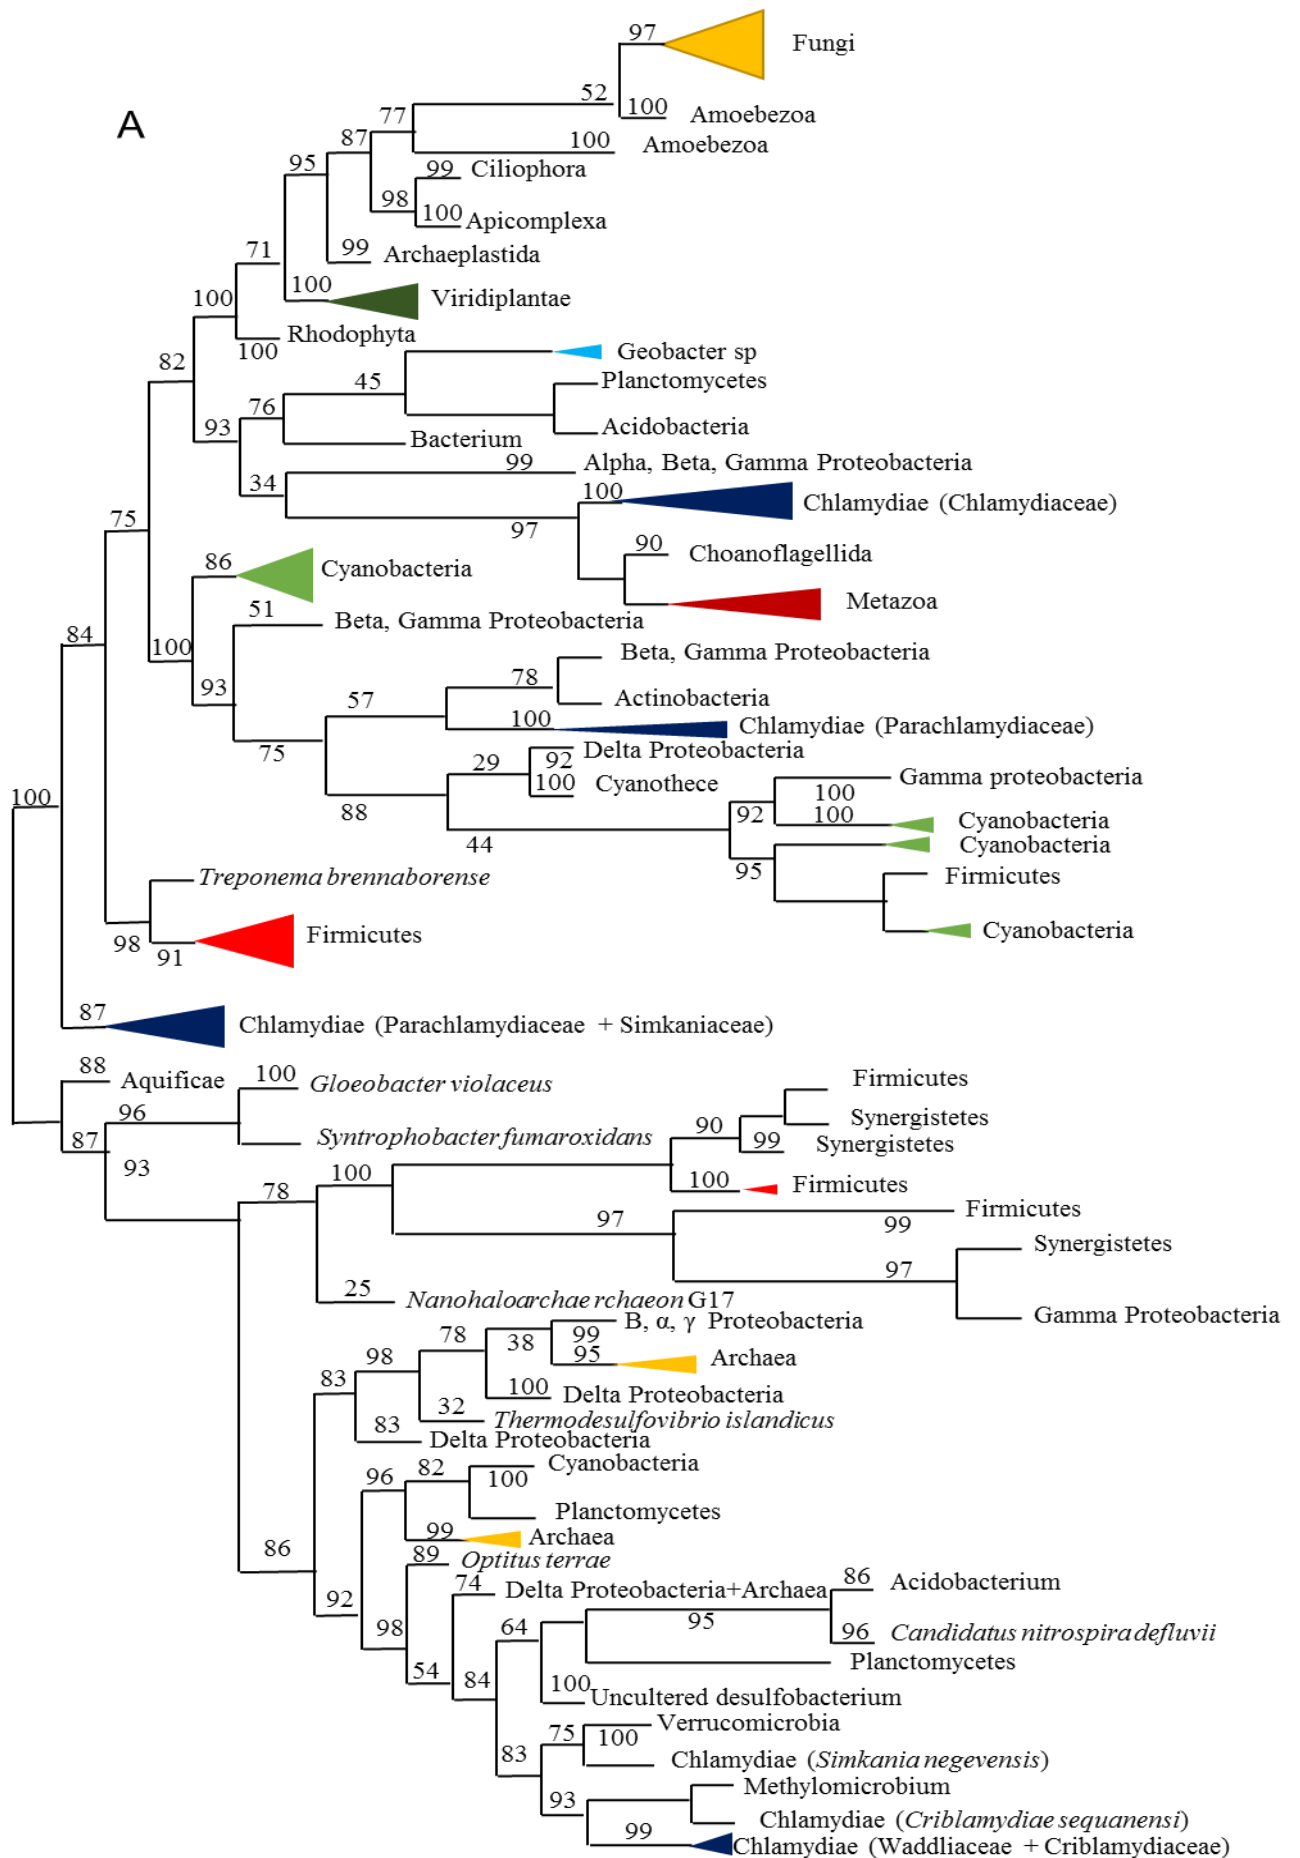 97
Fungi
52
100
Amoebezoa
A
77
87
100
Amoebezoa
95
99
Ciliophora
98
100
Apicomplexa
71
99
Archaeplastida
100
100
Viridiplantae
Rhodophyta
100
Geobacter sp
82
45
Planctomycetes
76
93
Acidobacteria
Bacterium
99
Alpha, Beta, Gamma Proteobacteria
34
100
Chlamydiae (Chlamydiaceae)
75
97
90
Choanoflagellida
86
Cyanobacteria
Metazoa
51
Beta, Gamma Proteobacteria
84
100
Beta, Gamma Proteobacteria
93
78
57
Actinobacteria
100
Chlamydiae (Parachlamydiaceae)
75
Delta Proteobacteria
29
92
100
Cyanothece
Gamma proteobacteria
100
100
88
92
100
Cyanobacteria
44
Cyanobacteria
95
Treponema brennaborense
Firmicutes
98
91
Firmicutes
Cyanobacteria
87
Chlamydiae (Parachlamydiaceae + Simkaniaceae)
88
Aquificae
100
Gloeobacter violaceus
Firmicutes
96
Synergistetes
90
87
Syntrophobacter fumaroxidans
99
Synergistetes
93
100
100
Firmicutes
78
97
99
Firmicutes
Synergistetes
97
25
Nanohaloarchae rchaeon G17
Gamma Proteobacteria
B, α, γ Proteobacteria
78
38
99
98
95
Archaea
83
100
Delta Proteobacteria
32
Thermodesulfovibrio islandicus
83
Delta Proteobacteria
82
Cyanobacteria
96
100
Planctomycetes
99
Archaea
86
89
Optitus terrae
74
Delta Proteobacteria+Archaea
86
Acidobacterium
92
98
64
95
96
Candidatus nitrospira defluvii
Planctomycetes
54
84
100
Uncultered desulfobacterium
Verrucomicrobia
75
100
83
Chlamydiae (Simkania negevensis)
Methylomicrobium
93
Chlamydiae (Criblamydiae sequanensi)
99
Chlamydiae (Waddliaceae + Criblamydiaceae)